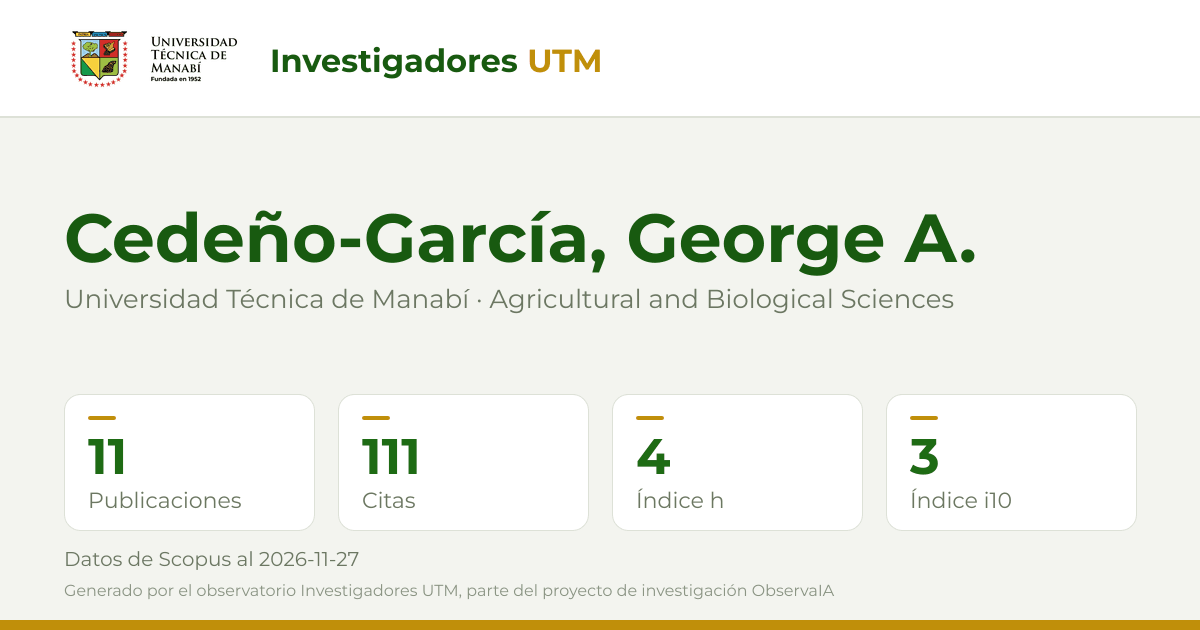 UNIVERSIDAD
TÉCNICA DE
MANABÍ
Fundada en 1952
Investigadores UTM
Cedeño-García, George A.
Universidad Técnica de Manabí · Agricultural and Biological Sciences
11
Publicaciones
111
Citas
4
Índice h
3
Índice i10
Datos de Scopus al 2026-11-27
Generado por el observatorio Investigadores UTM, parte del proyecto de investigación ObservaIA